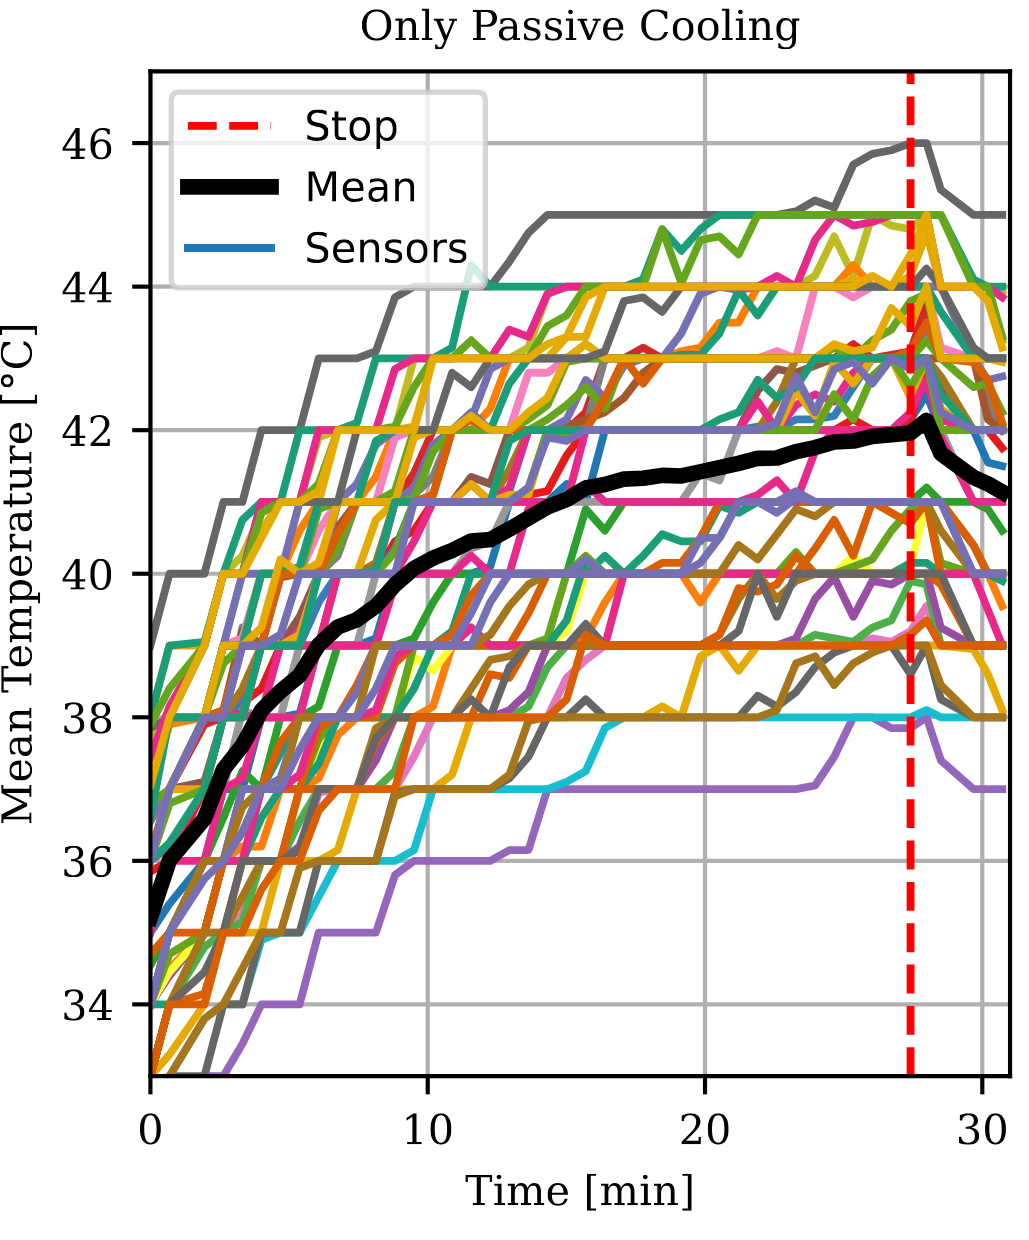 Only Passive Cooling
Stop
Mean
Sensors
Mean Temperature [°C]
46
44
42
40
38
36
34
0 10 20 30
Time [min]